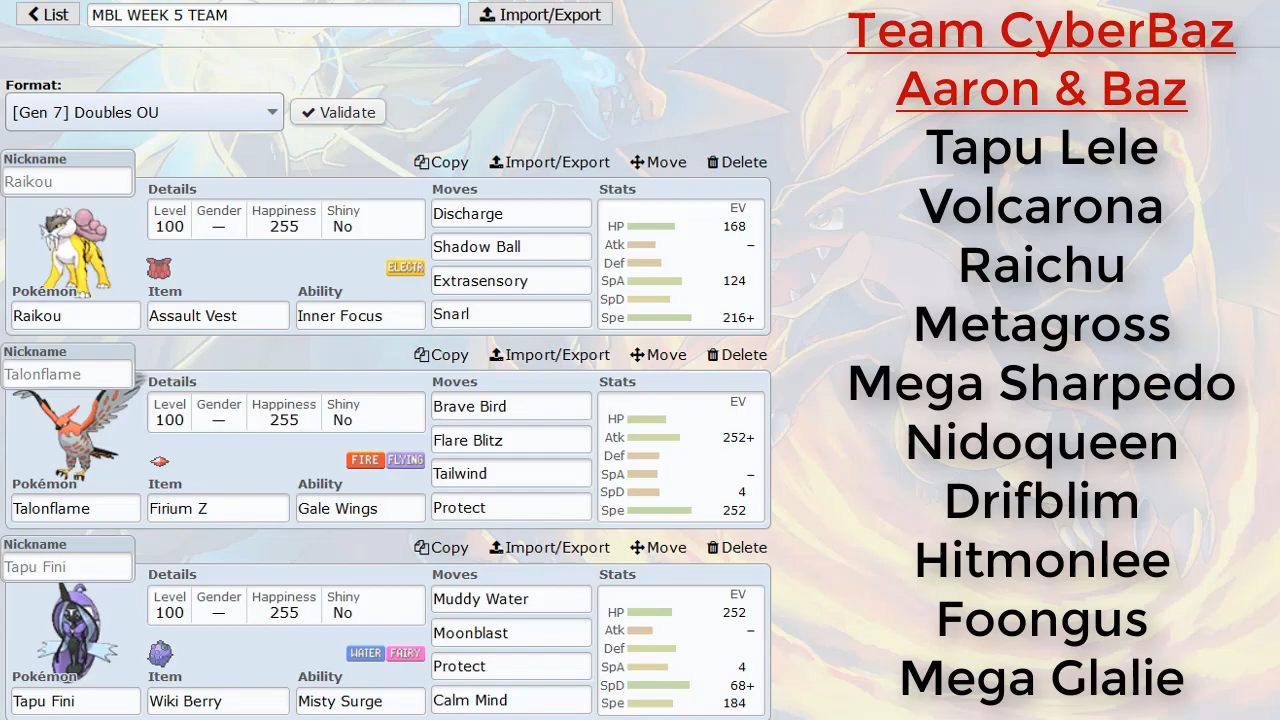 List
MBL WEEK 5 TEAM
Import/Export
Format:
[Gen 7] Doubles OU
Validate
Nickname
Raikou
Copy Import/Export Move Delete
Details
Level Gender Happiness Shiny
100 — 255 No
ELECTR
Pokémon Item Ability
Raikou Assault Vest Inner Focus
Moves
Discharge
Shadow Ball
Extrasensory
Snarl
Stats
EV
HP 168
Atk –
Def
SpA 124
SpD
Spe 216+
Nickname
Talonflame
Copy Import/Export Move Delete
Details
Level Gender Happiness Shiny
100 — 255 No
FIRE FLYING
Pokémon Item Ability
Talonflame Firium Z Gale Wings
Moves
Brave Bird
Flare Blitz
Tailwind
Protect
Stats
EV
HP
Atk 252+
Def
SpA –
SpD 4
Spe 252
Nickname
Tapu Fini
Copy Import/Export Move Delete
Details
Level Gender Happiness Shiny
100 — 255 No
WATER FAIRY
Pokémon Item Ability
Tapu Fini Wiki Berry Misty Surge
Moves
Muddy Water
Moonblast
Protect
Calm Mind
Stats
EV
HP 252
Atk –
Def
SpA 4
SpD 68+
Spe 184
Team CyberBaz
Aaron & Baz
Tapu Lele
Volcarona
Raichu
Metagross
Mega Sharpedo
Nidoqueen
Drifblim
Hitmonlee
Foongus
Mega Glalie